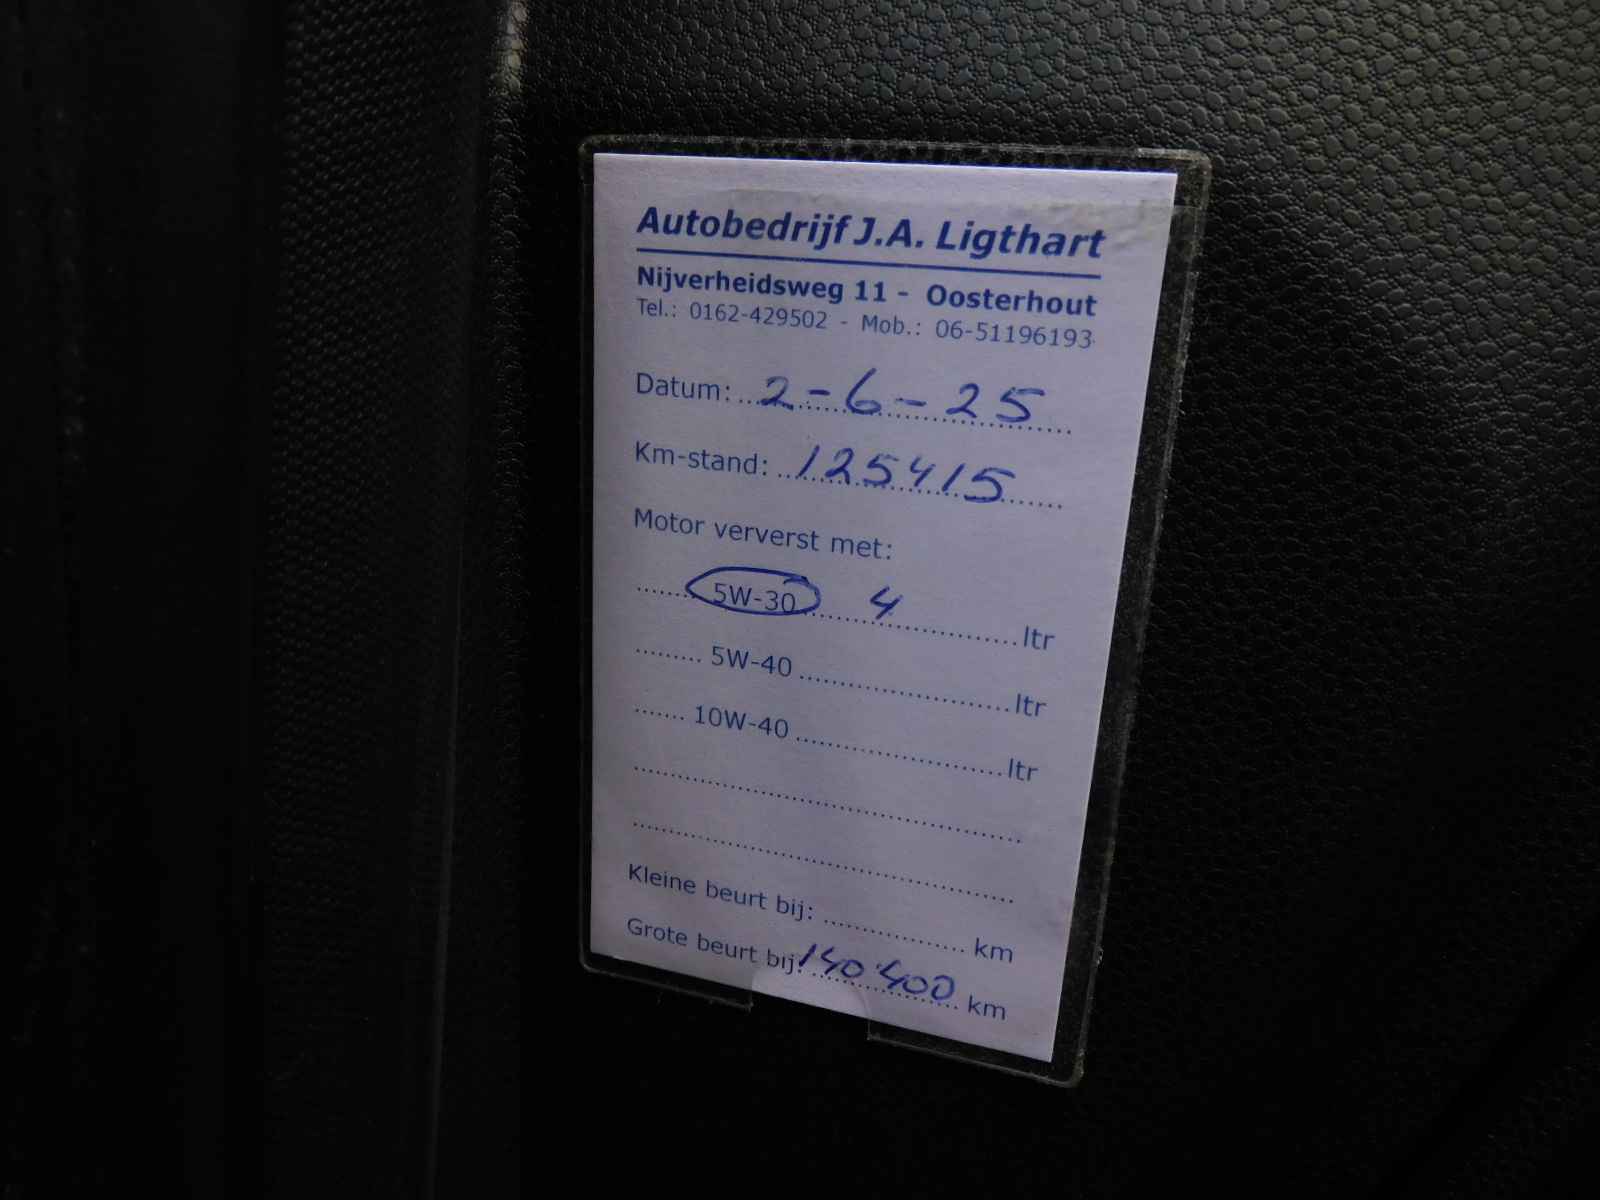 Autobedrijf J.A. Ligthart
Nijverheidsweg 11 - Oosterhout
Tel.: 0162-429502 - Mob.: 06-51196193
Datum: 2-6-25
Km-stand: 125415
Motor ververst met:
5W-30 4 ltr
5W-40 ltr
10W-40 ltr
Kleine beurt bij: km
Grote beurt bij: 140400 km